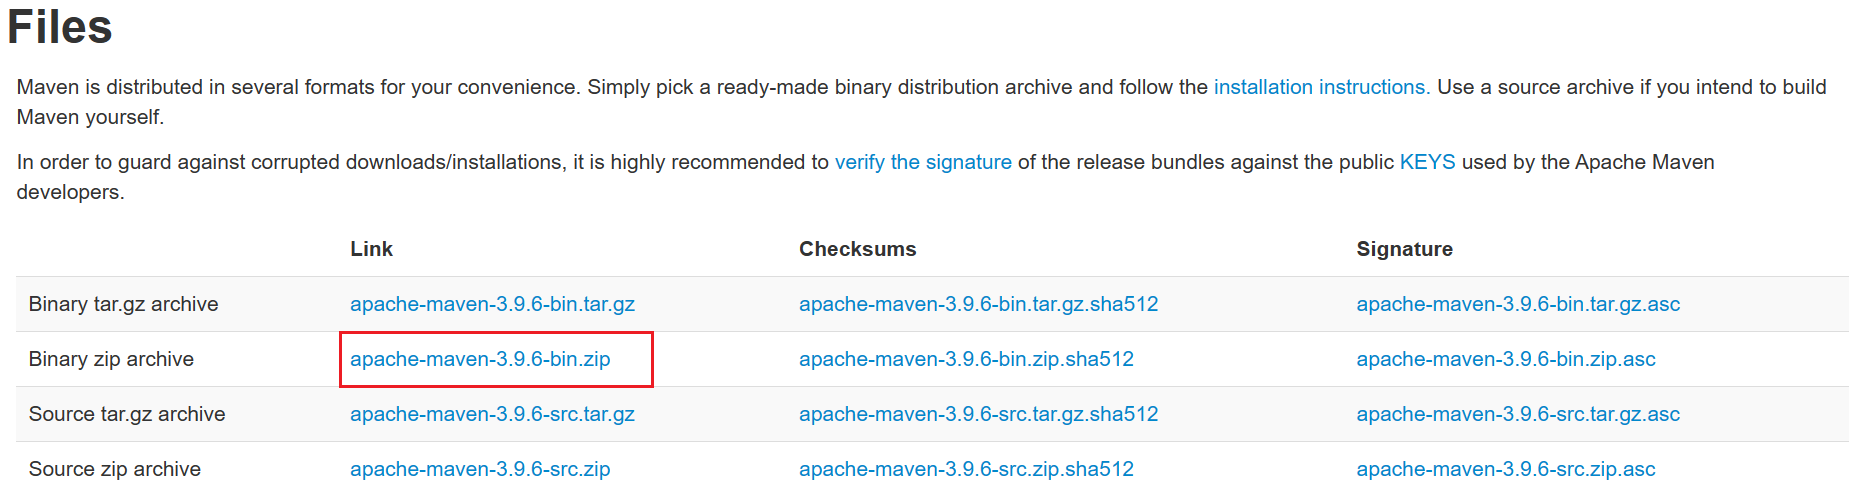 Files
Maven is distributed in several formats for your convenience. Simply pick a ready-made binary distribution archive and follow the installation instructions. Use a source archive if you intend to build
Maven yourself.
In order to guard against corrupted downloads/installations, it is highly recommended to verify the signature of the release bundles against the public KEYS used by the Apache Maven
developers.
Link Checksums Signature
Binary tar.gz archive apache-maven-3.9.6-bin.tar.gz apache-maven-3.9.6-bin.tar.gz.sha512 apache-maven-3.9.6-bin.tar.gz.asc
Binary zip archive apache-maven-3.9.6-bin.zip apache-maven-3.9.6-bin.zip.sha512 apache-maven-3.9.6-bin.zip.asc
Source tar.gz archive apache-maven-3.9.6-src.tar.gz apache-maven-3.9.6-src.tar.gz.sha512 apache-maven-3.9.6-src.tar.gz.asc
Source zip archive apache-maven-3.9.6-src.zip apache-maven-3.9.6-src.zip.sha512 apache-maven-3.9.6-src.zip.asc